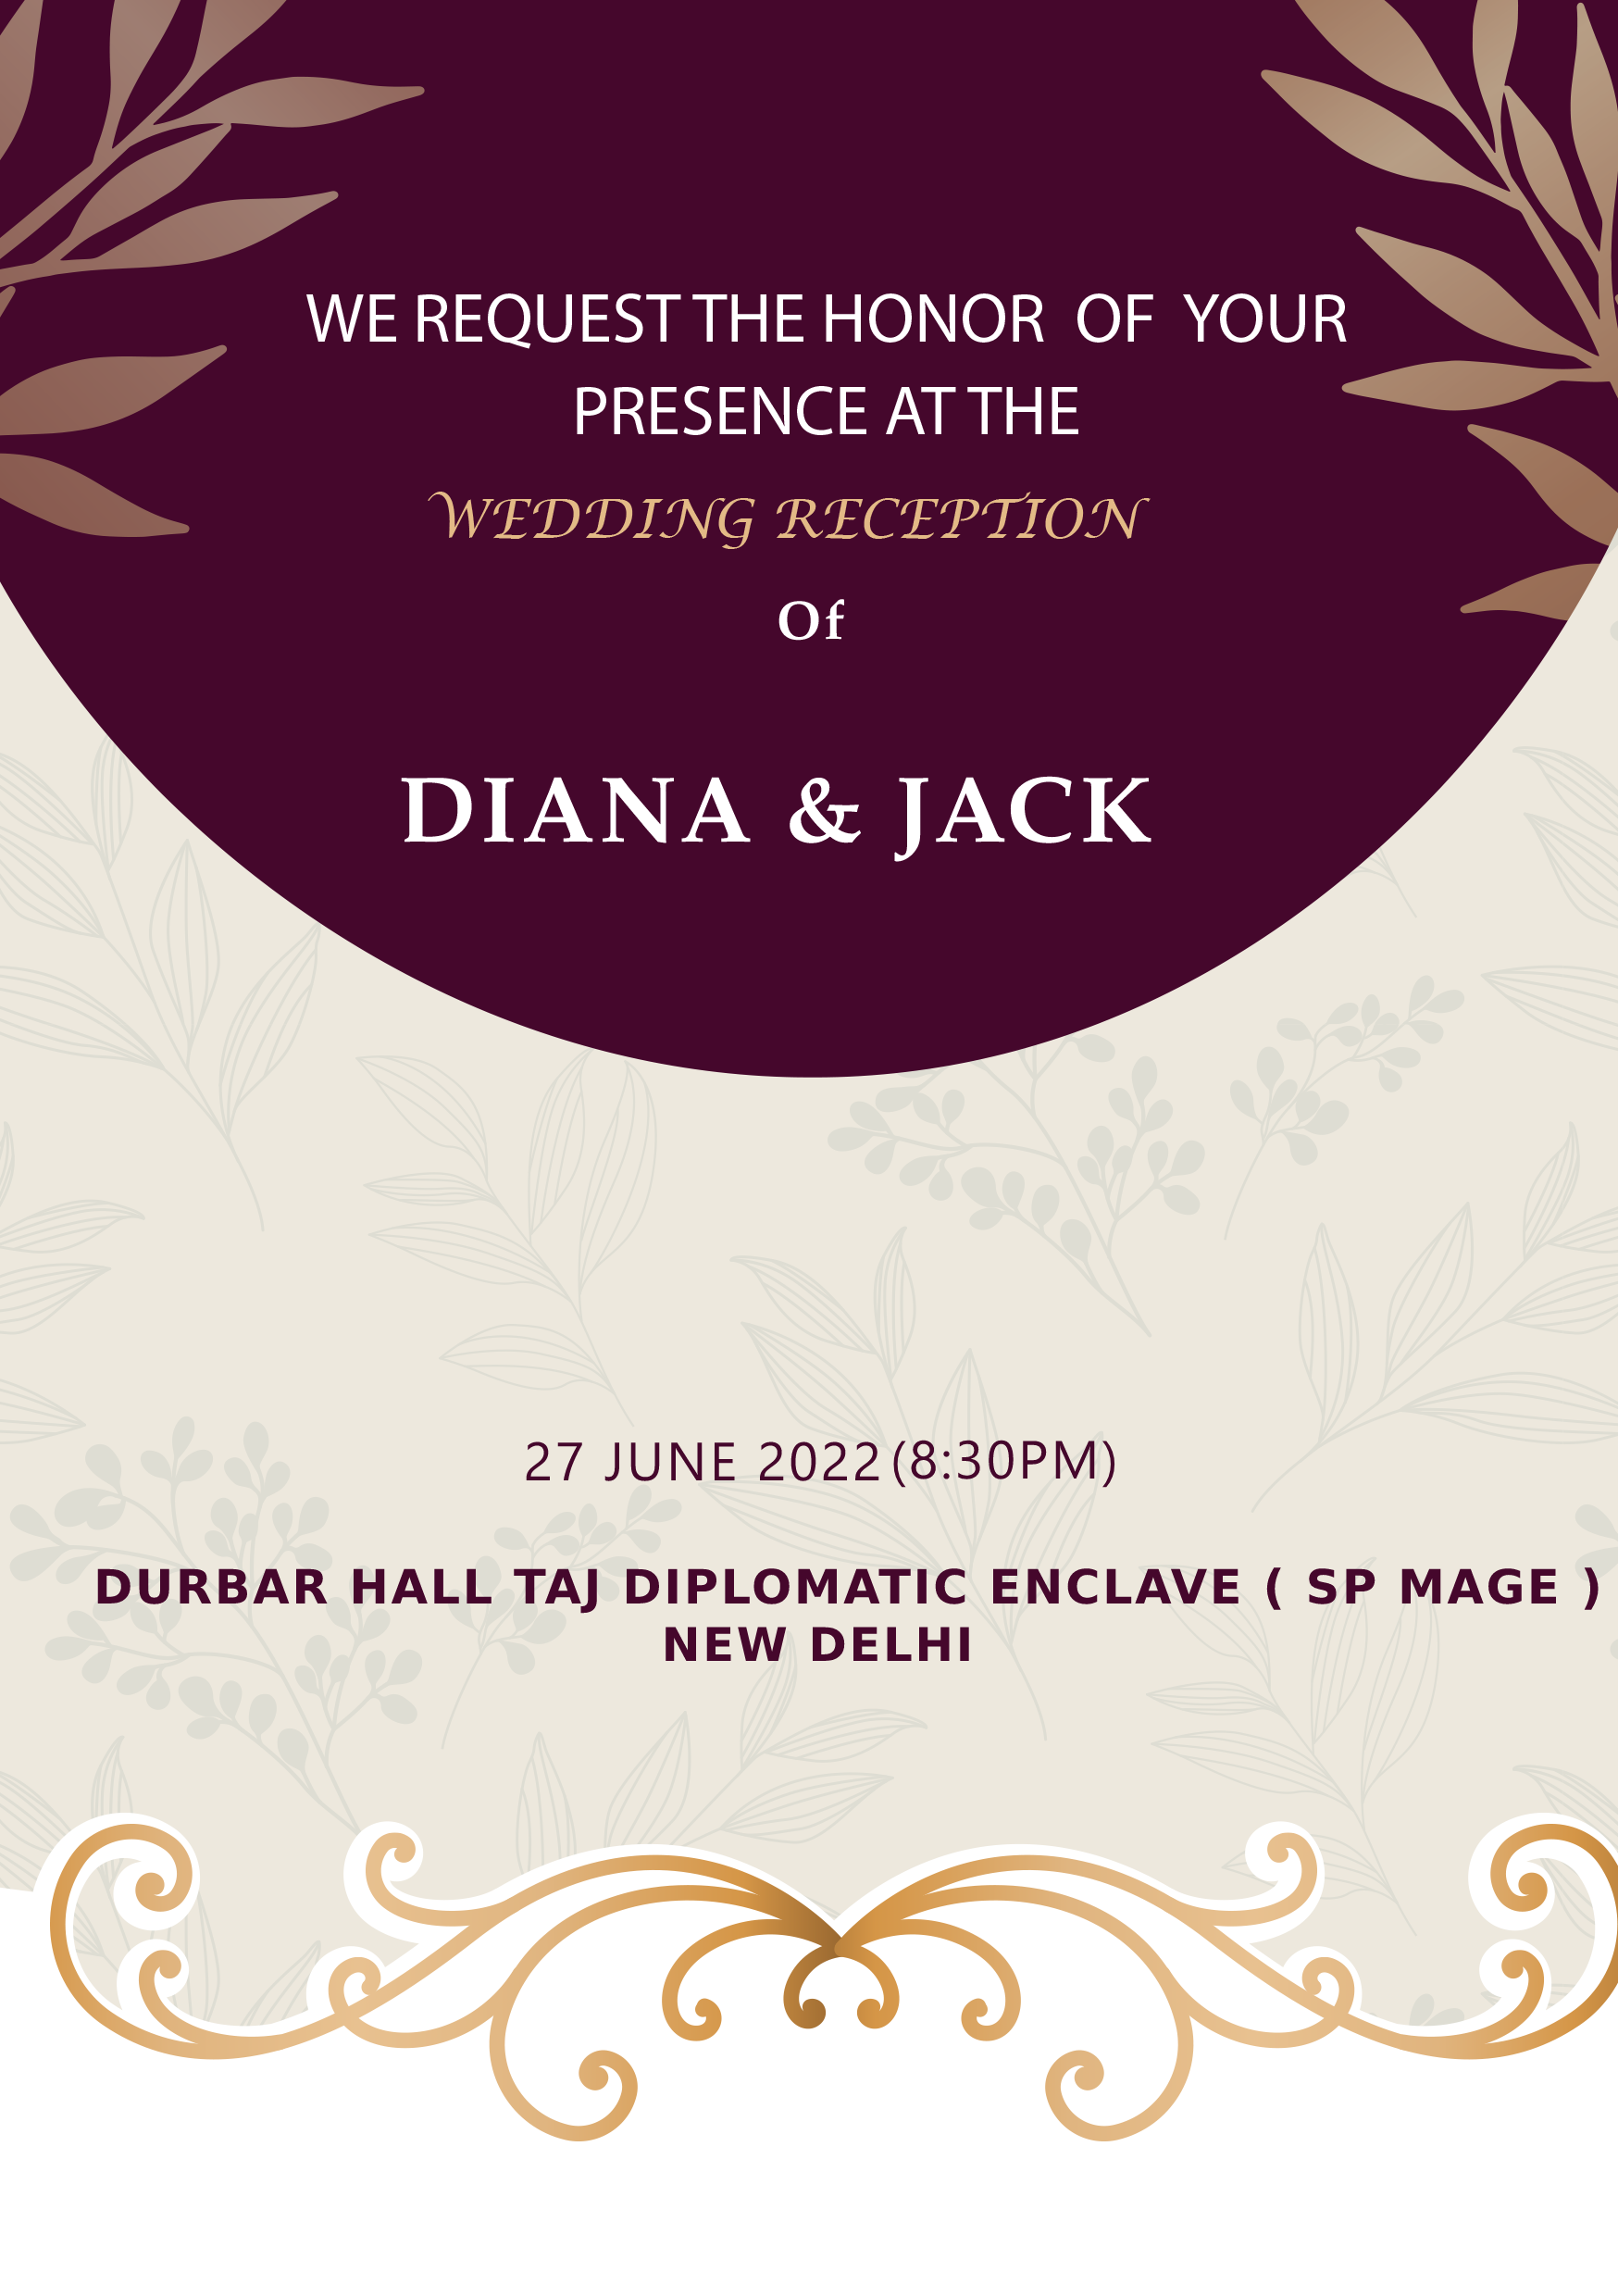 WE REQUEST THE HONOR OF YOUR
PRESENCE AT THE
WEDDING RECEPTION
Of
DIANA & JACK
27 JUNE 2022 (8:30PM)
DURBAR HALL TAJ DIPLOMATIC ENCLAVE ( SP MAGE )
NEW DELHI